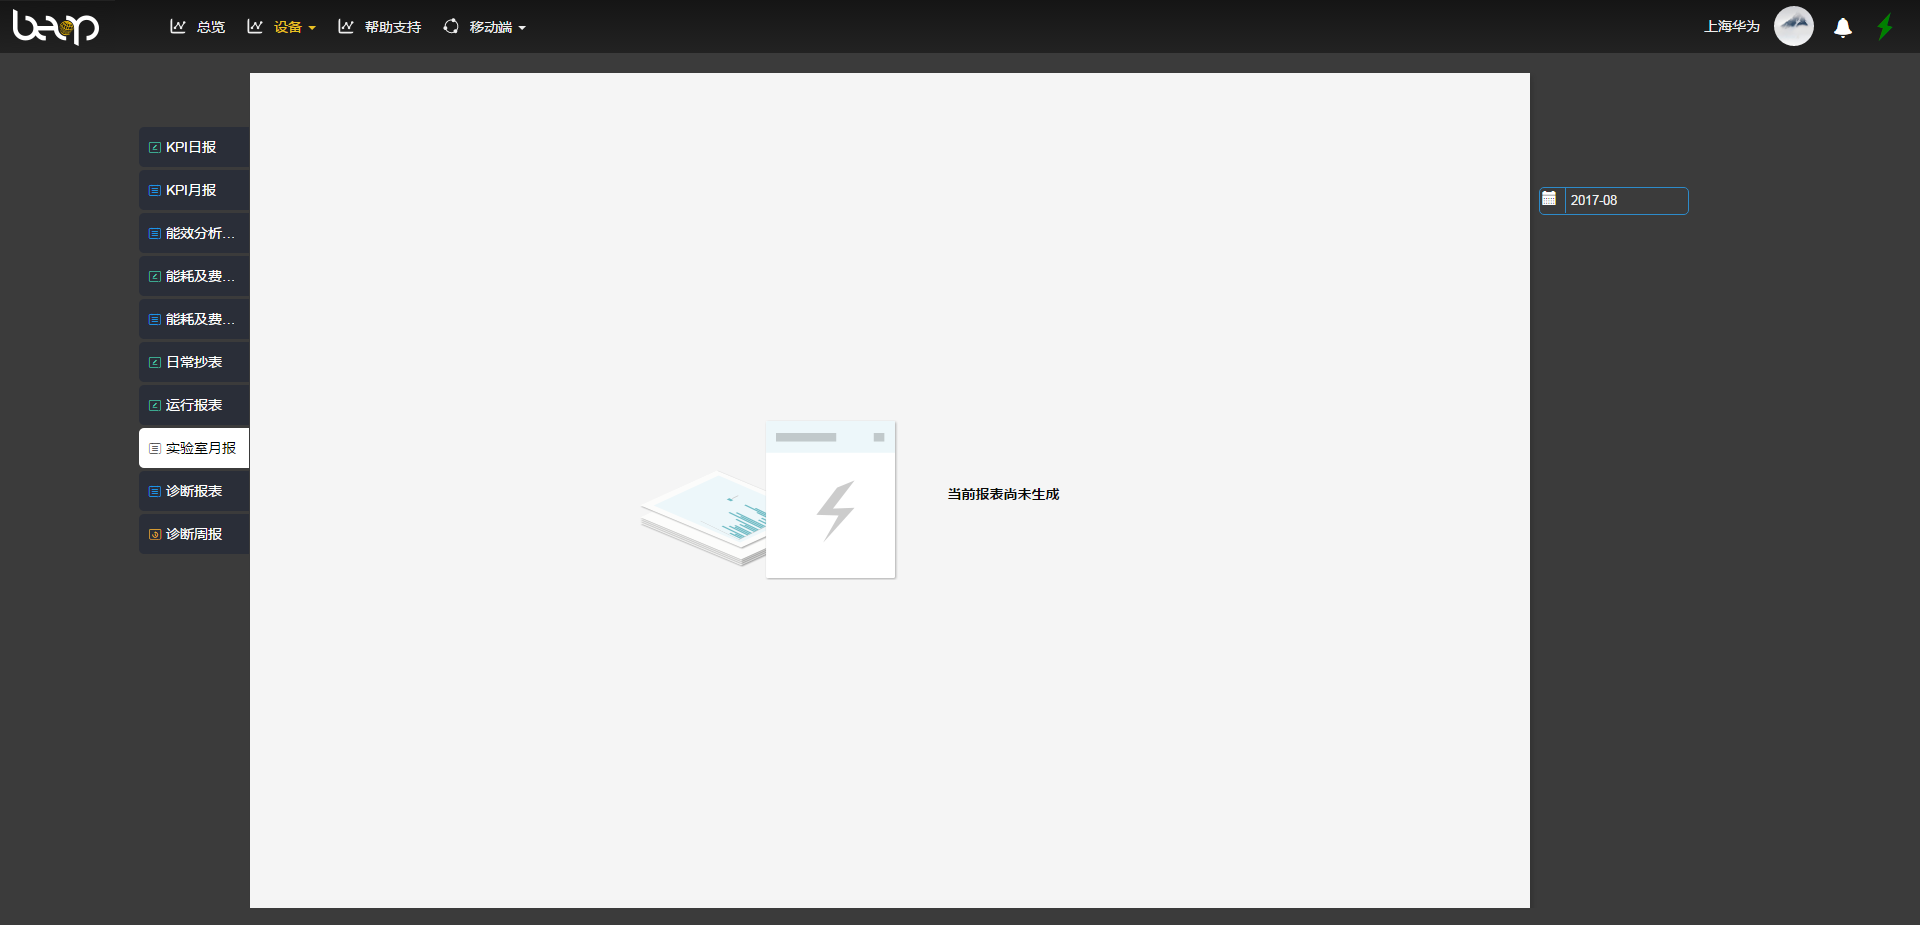 beop
总览
设备
帮助支持
移动端
上海华为
KPI日报
KPI月报
能效分析...
能耗及费...
能耗及费...
日常抄表
运行报表
实验室月报
诊断报表
诊断周报
2017-08
当前报表尚未生成